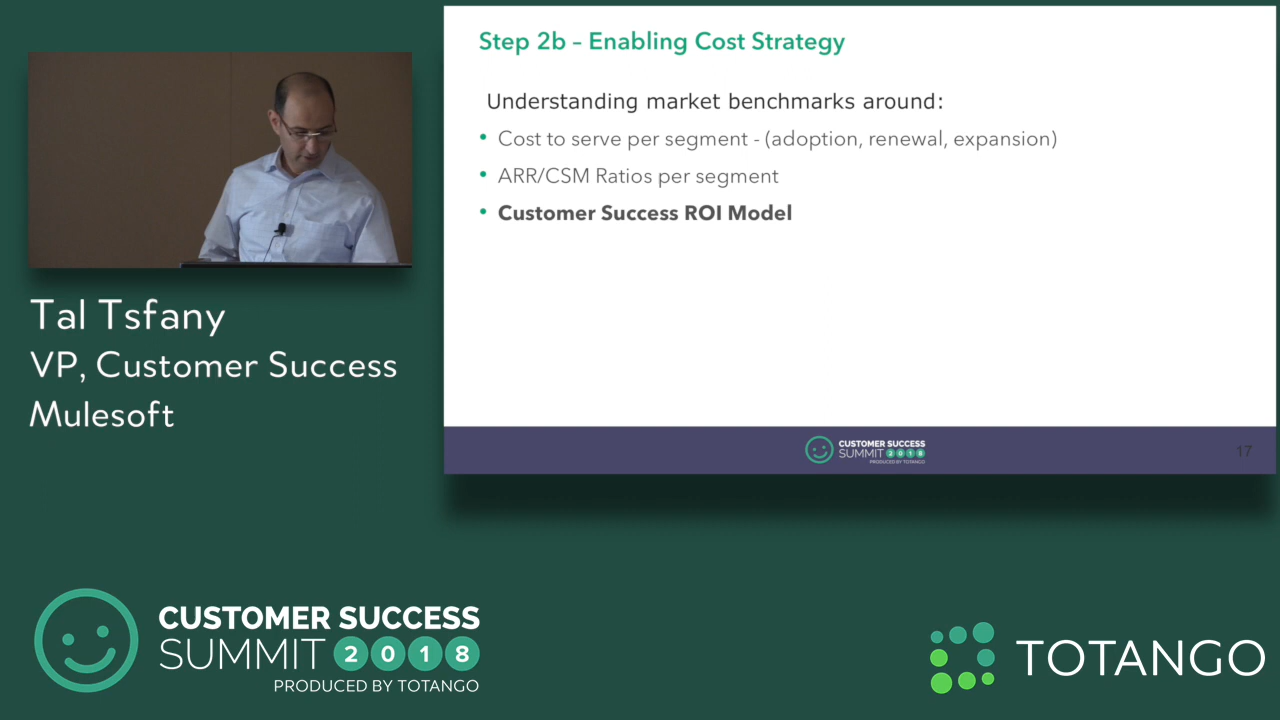 Step 2b – Enabling Cost Strategy
Understanding market benchmarks around:
• Cost to serve per segment - (adoption, renewal, expansion)
• ARR/CSM Ratios per segment
• Customer Success ROI Model
CUSTOMER SUCCESS
SUMMIT 2018
PRODUCED BY TOTANGO
17
Tal Tsfany
VP, Customer Success
Mulesoft
CUSTOMER SUCCESS
SUMMIT 2018
PRODUCED BY TOTANGO
TOTANGO